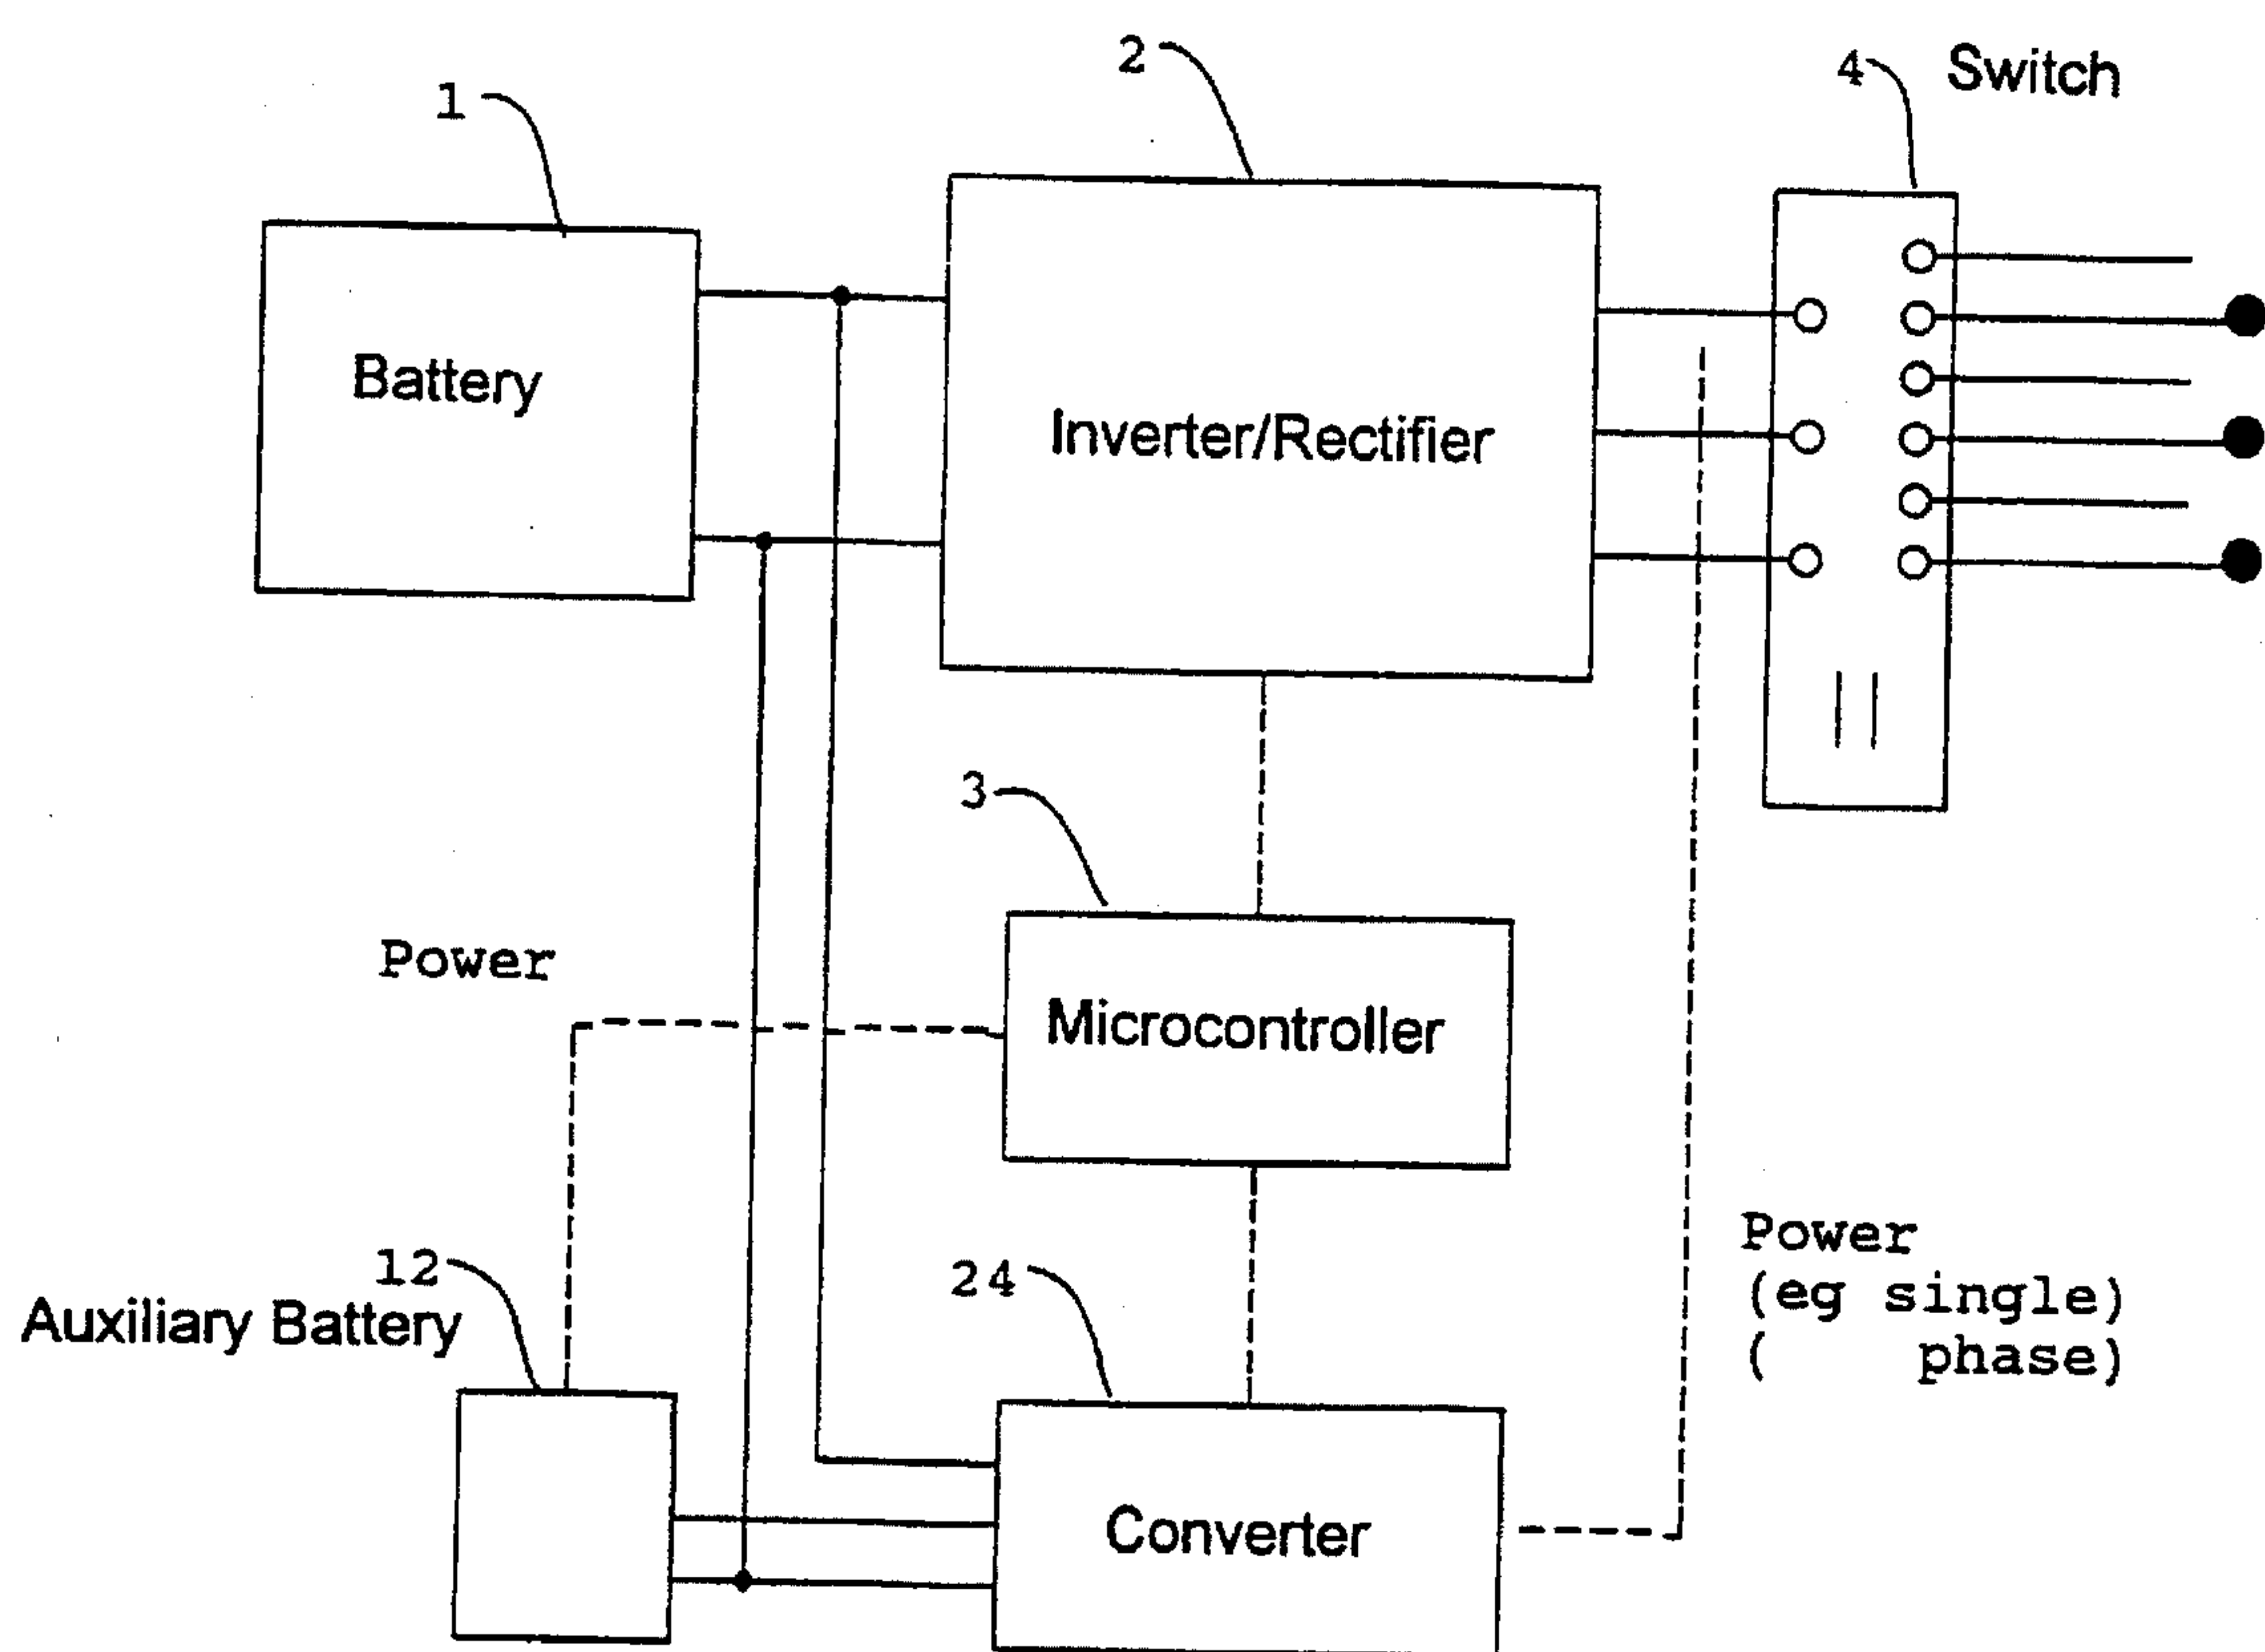 2
4 Switch
1
Battery
Inverter/Rectifier
3
Power
Microcontroller
12
Auxiliary Battery
24
Power
(eg single)
( phase)
Converter